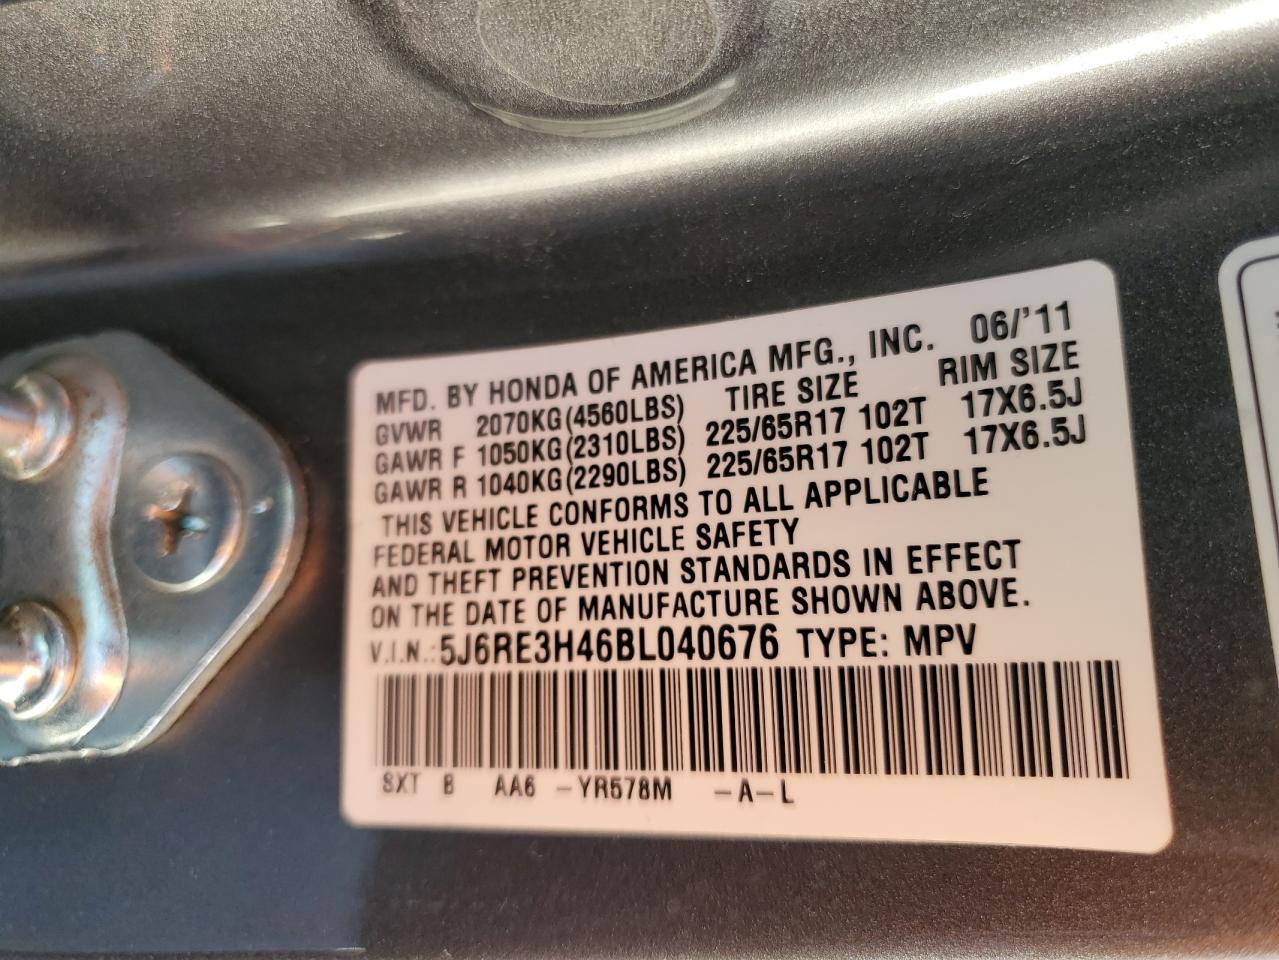 MFD. BY HONDA OF AMERICA MFG., INC. 06/'11
GVWR 2070KG(4560LBS) TIRE SIZE RIM SIZE
GAWR F 1050KG(2310LBS) 225/65R17 102T 17X6.5J
GAWR R 1040KG(2290LBS) 225/65R17 102T 17X6.5J
THIS VEHICLE CONFORMS TO ALL APPLICABLE
FEDERAL MOTOR VEHICLE SAFETY
AND THEFT PREVENTION STANDARDS IN EFFECT
ON THE DATE OF MANUFACTURE SHOWN ABOVE.
V.I.N.: 5J6RE3H46BL040676 TYPE: MPV
SXT B AA6 -YR578M -A-L